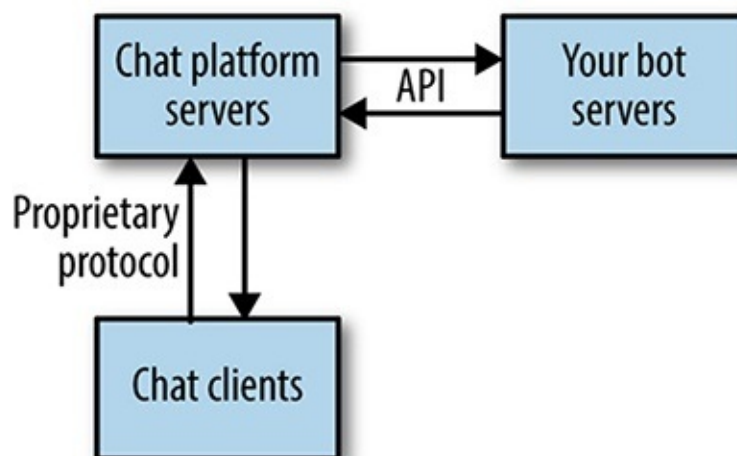 Chat platform
servers
API
Your bot
servers
Proprietary
protocol
Chat clients